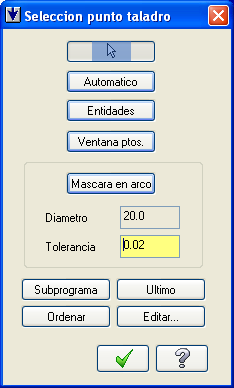 Seleccion punto taladro
Automatico
Entidades
Ventana ptos.
Mascara en arco
Diametro 20.0
Tolerancia 0.02
Subprograma Ultimo
Ordenar Editar...